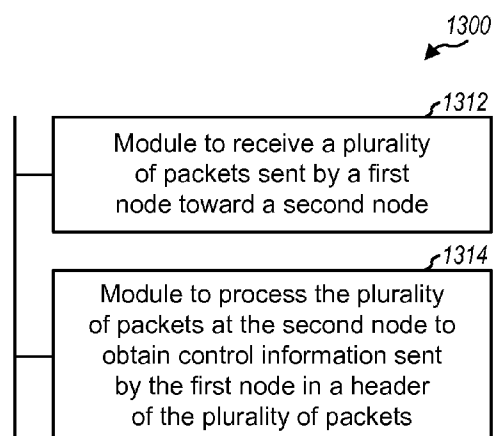 1300
1312
Module to receive a plurality
of packets sent by a first
node toward a second node
1314
Module to process the plurality
of packets at the second node to
obtain control information sent
by the first node in a header
of the plurality of packets